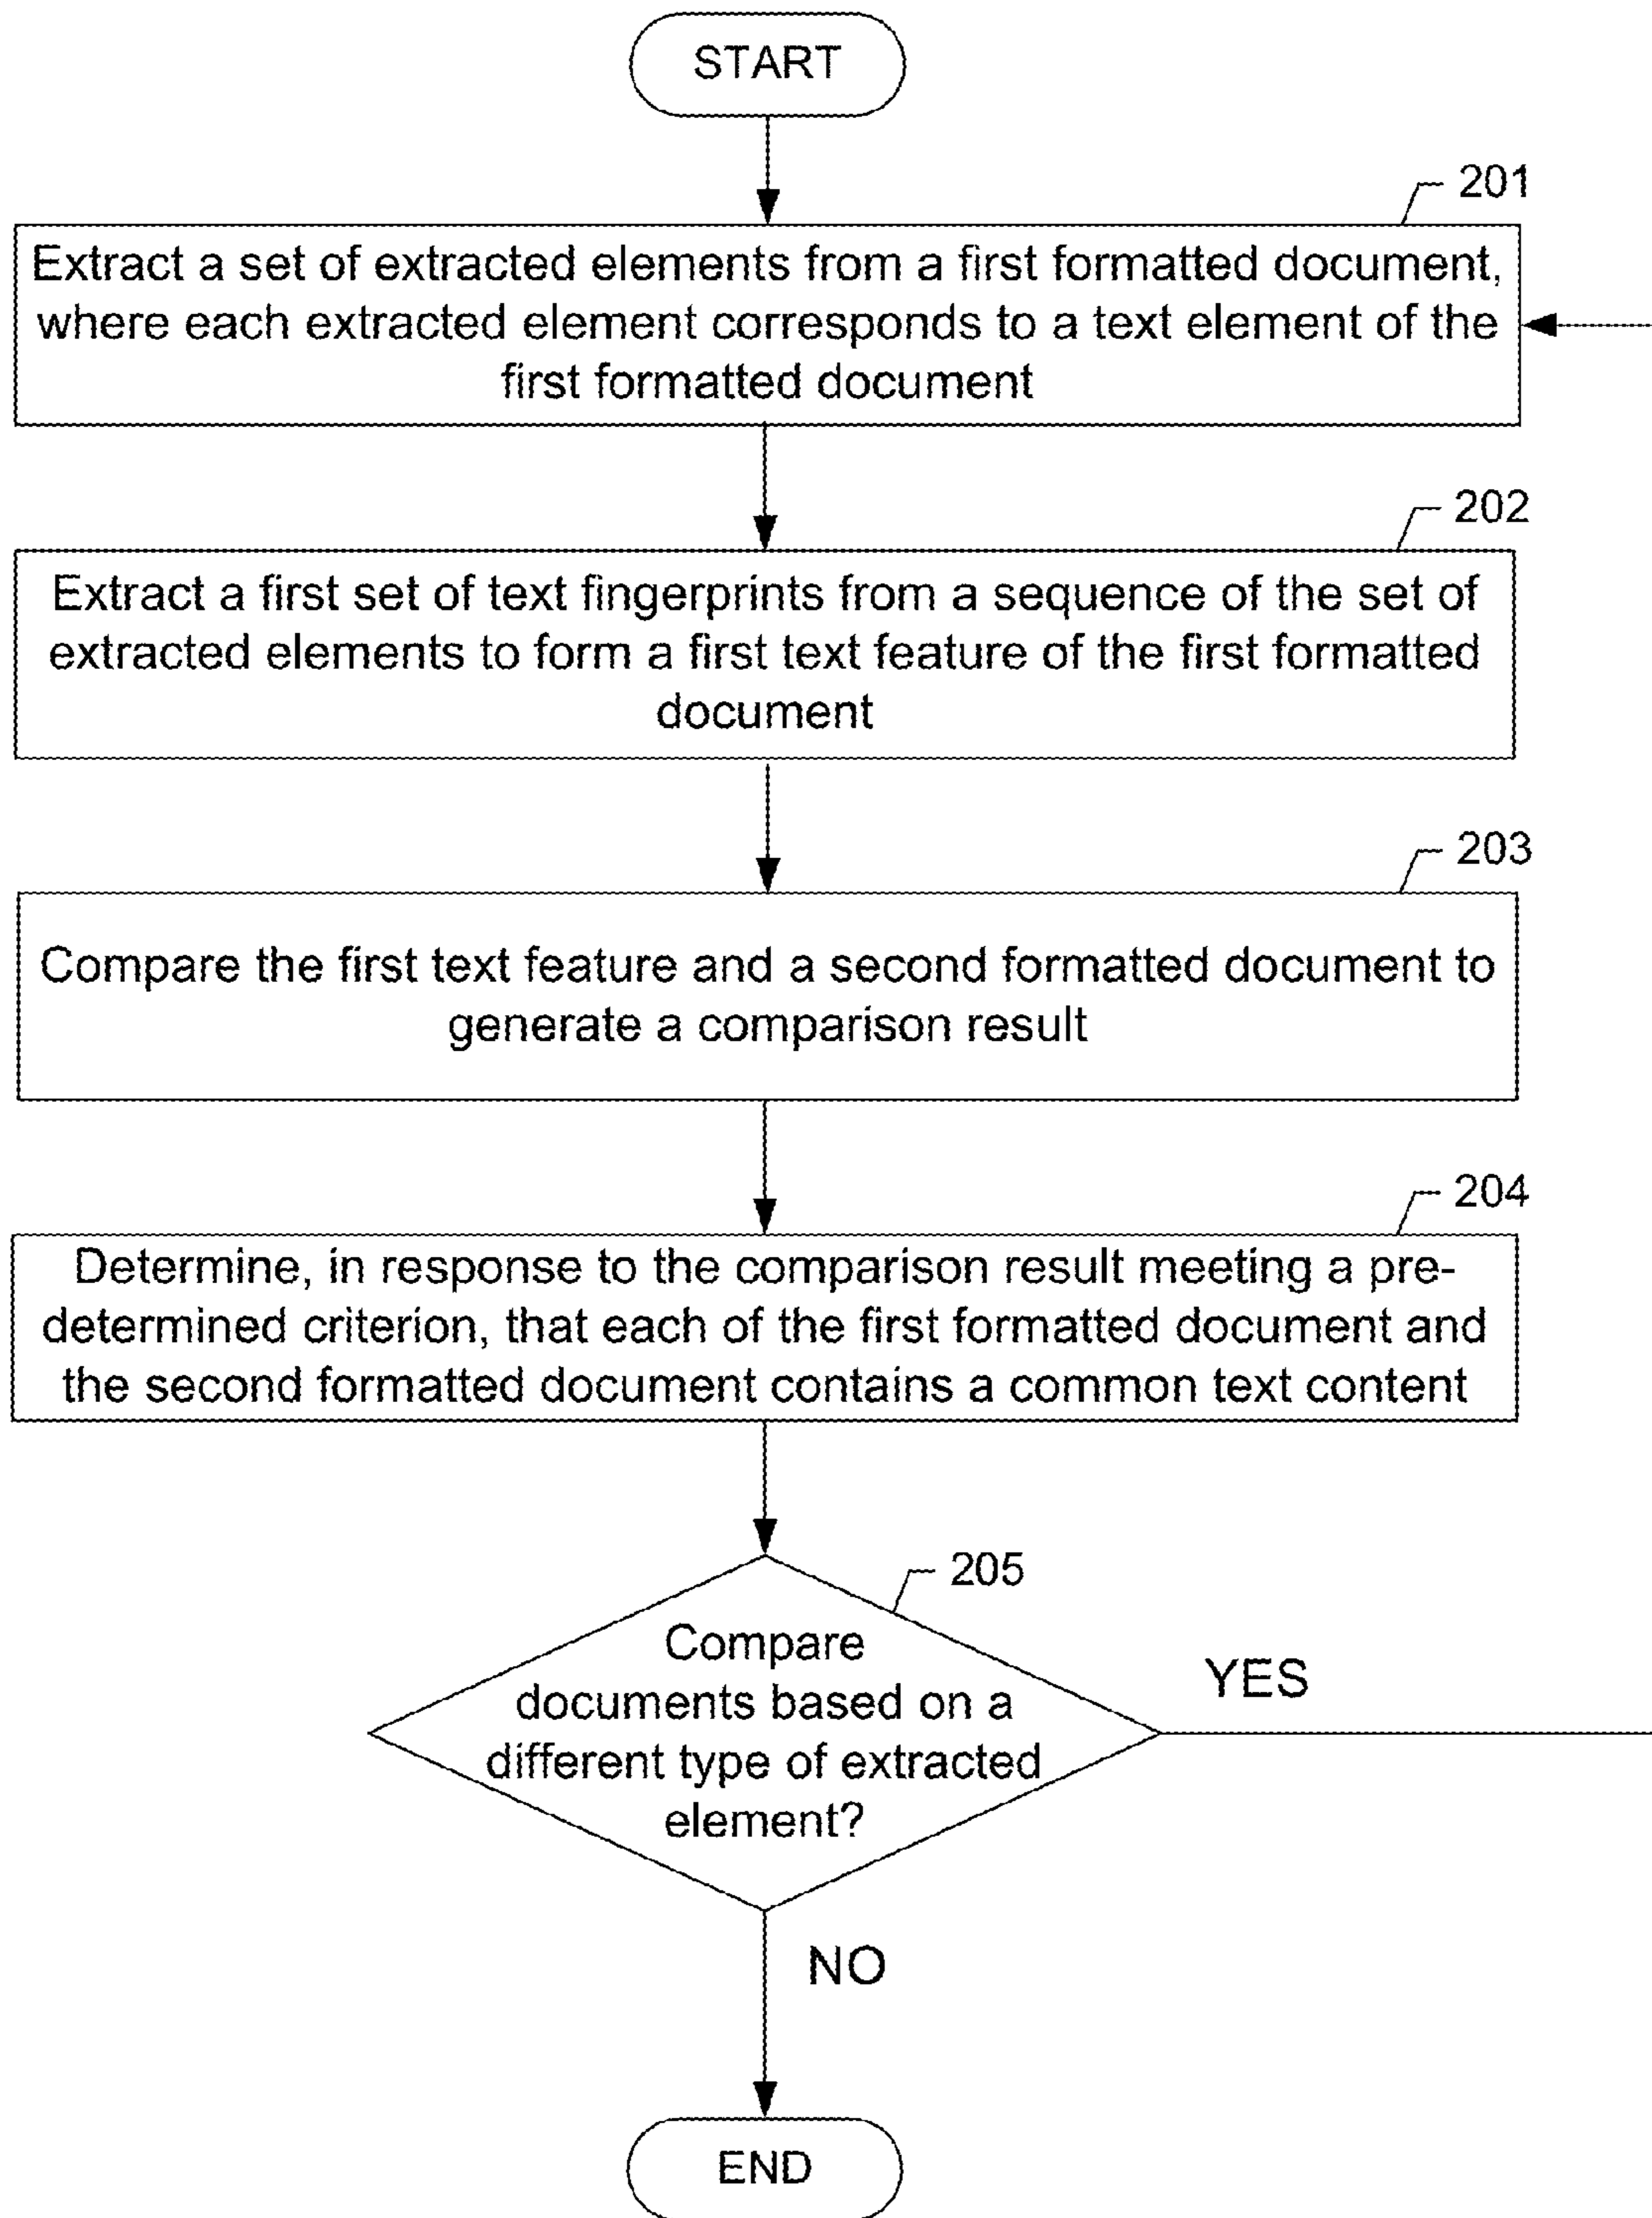 START
201
Extract a set of extracted elements from a first formatted document,
where each extracted element corresponds to a text element of the
first formatted document
202
Extract a first set of text fingerprints from a sequence of the set of
extracted elements to form a first text feature of the first formatted
document
203
Compare the first text feature and a second formatted document to
generate a comparison result
204
Determine, in response to the comparison result meeting a pre-
determined criterion, that each of the first formatted document and
the second formatted document contains a common text content
205
Compare
documents based on a
different type of extracted
element?
YES
NO
END